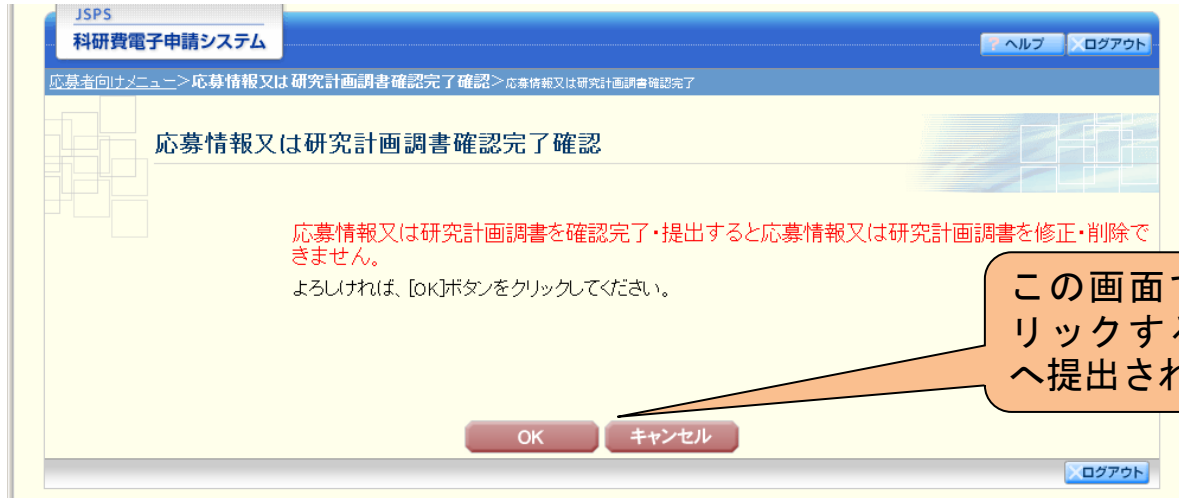 JSPS
科研費電子申請システム
? ヘルプ
ログアウト
応募者向けメニュー>応募情報又は研究計画調書確認完了確認>応募情報又は研究計画調書確認完了
応募情報又は研究計画調書確認完了確認
応募情報又は研究計画調書を確認完了・提出すると応募情報又は研究計画調書を修正・削除で
きません。
よろしければ、[OK]ボタンをクリックしてください。
この画面
リックす
へ提出さ
OK
キャンセル
ログアウト